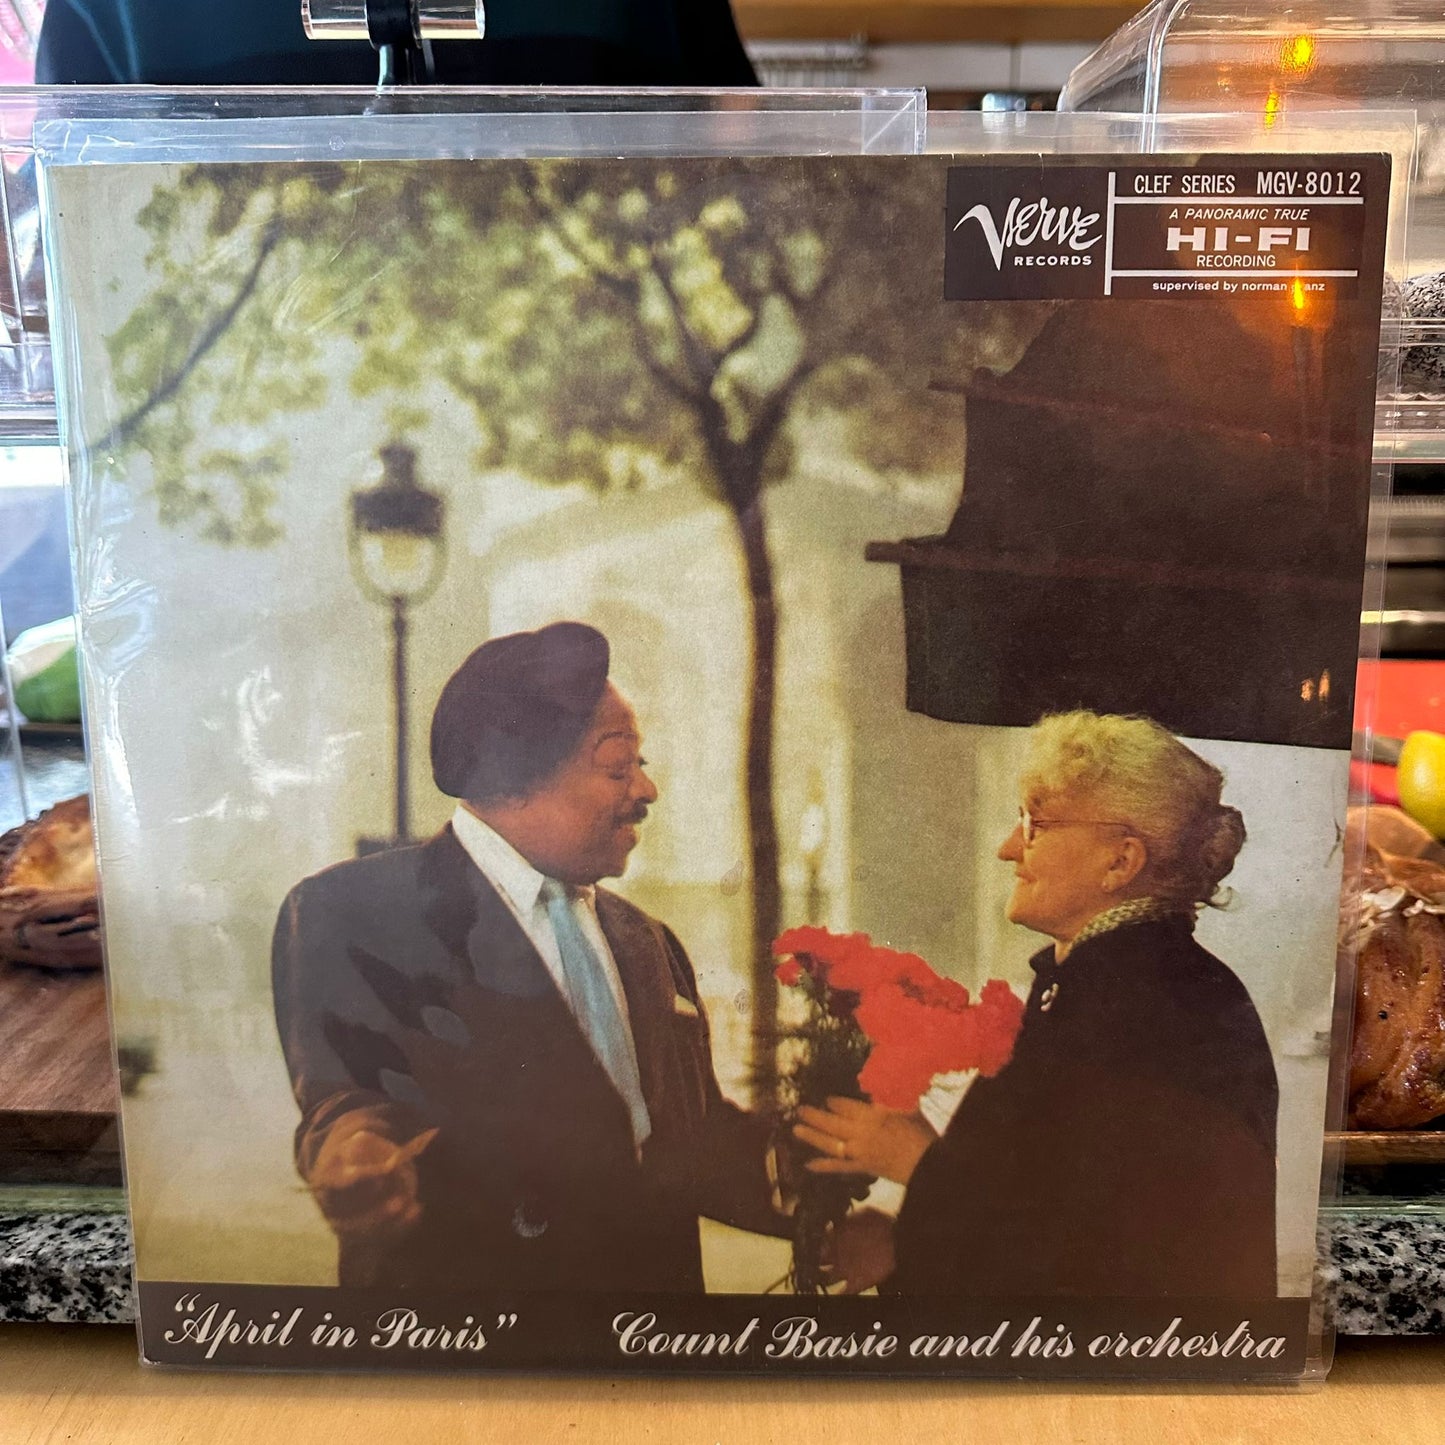 Verve
RECORDS
CLEF SERIES MGV-8012
A PANORAMIC TRUE
HI-FI
RECORDING
supervised by norman
"April in Paris" Count Basie and his orchestra